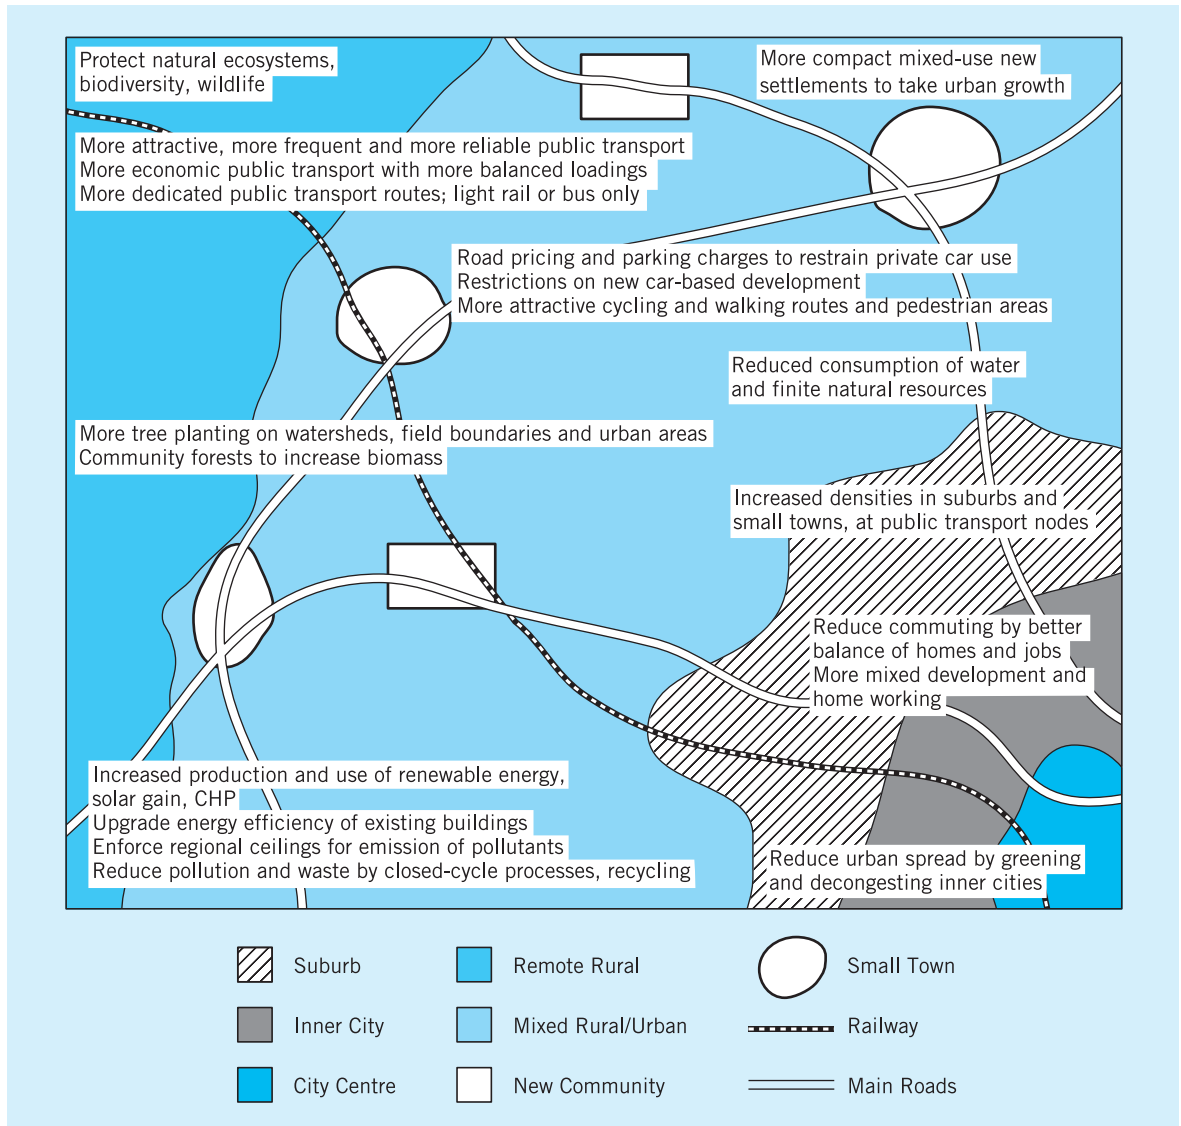 Protect natural ecosystems,
biodiversity, wildlife
More compact mixed-use new
settlements to take urban growth
More attractive, more frequent and more reliable public transport
More economic public transport with more balanced loadings
More dedicated public transport routes; light rail or bus only
Road pricing and parking charges to restrain private car use
Restrictions on new car-based development
More attractive cycling and walking routes and pedestrian areas
Reduced consumption of water
and finite natural resources
More tree planting on watersheds, field boundaries and urban areas
Community forests to increase biomass
Increased densities in suburbs and
small towns, at public transport nodes
Reduce commuting by better
balance of homes and jobs
More mixed development and
home working
Increased production and use of renewable energy,
solar gain, CHP
Upgrade energy efficiency of existing buildings
Enforce regional ceilings for emission of pollutants
Reduce pollution and waste by closed-cycle processes, recycling
Reduce urban spread by greening
and decongesting inner cities
Suburb
Remote Rural
Small Town
Inner City
Mixed Rural/Urban
Railway
City Centre
New Community
Main Roads